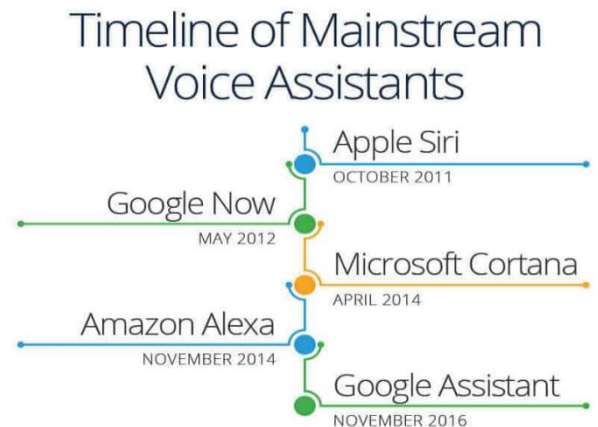 Timeline of Mainstream
Voice Assistants
Apple Siri
OCTOBER 2011
Google Now
MAY 2012
Microsoft Cortana
APRIL 2014
Amazon Alexa
NOVEMBER 2014
Google Assistant
NOVEMBER 2016